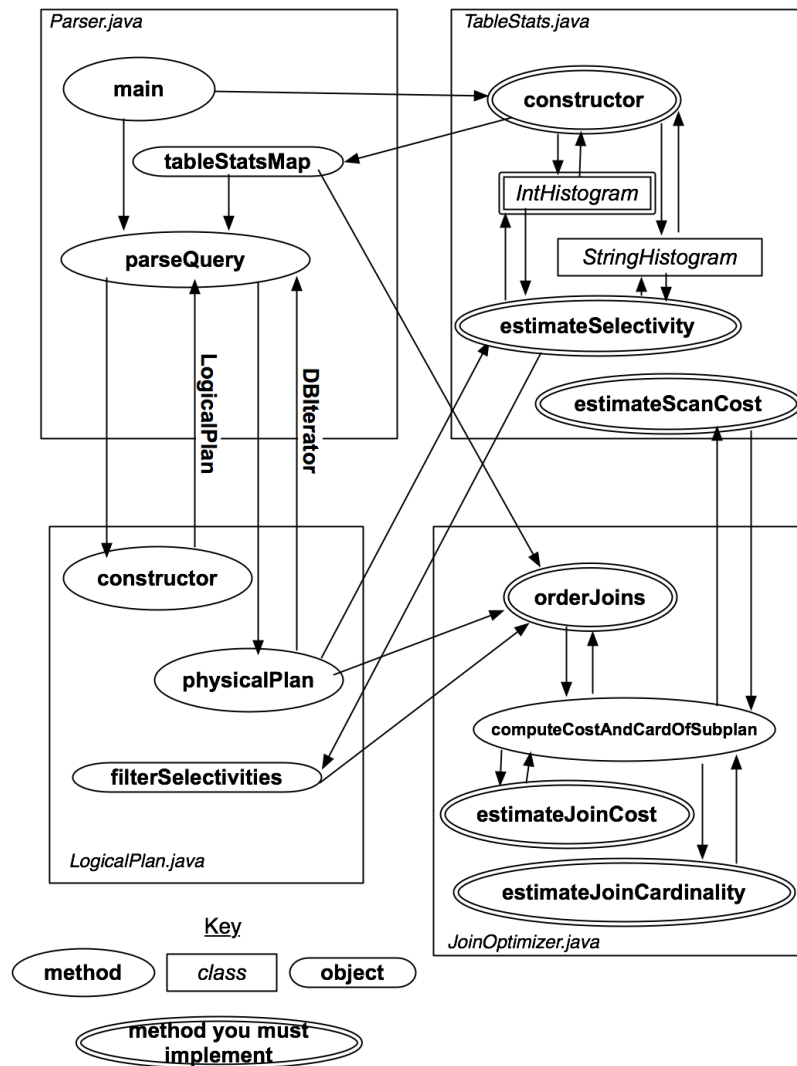 Parser.java
main
tableStatsMap
parseQuery
LogicalPlan
DBIterator
TableStats.java
constructor
IntHistogram
StringHistogram
estimateSelectivity
estimateScanCost
constructor
physicalPlan
filterSelectivities
LogicalPlan.java
orderJoins
computeCostAndCardOfSubplan
estimateJoinCost
estimateJoinCardinality
JoinOptimizer.java
Key
method
class
object
method you must
implement